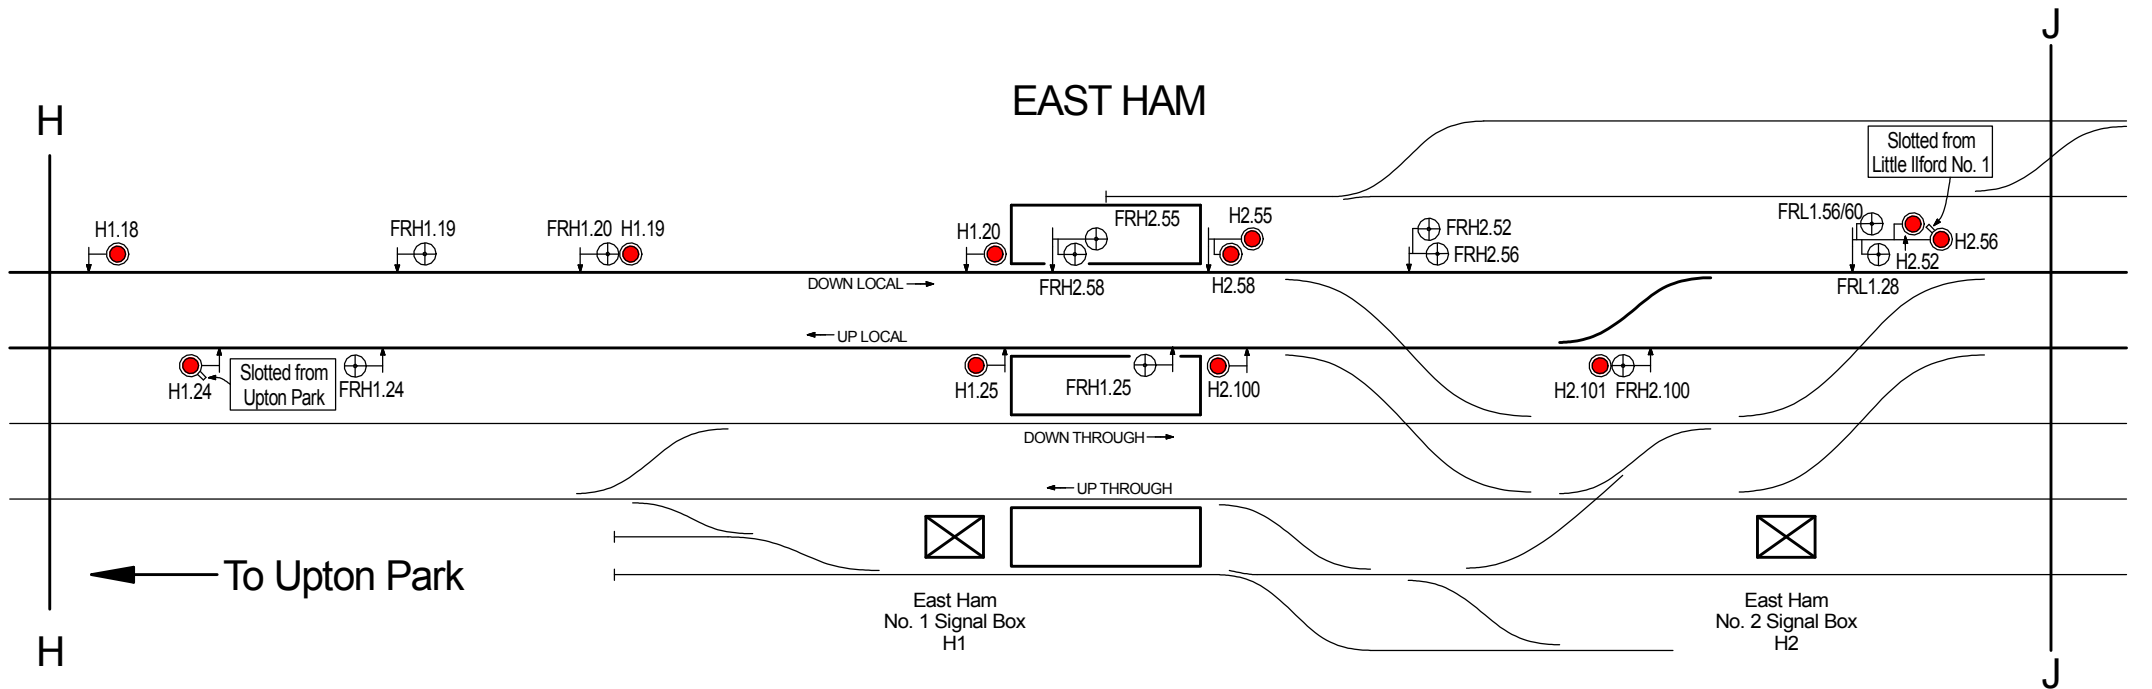 J
EAST HAM
H
Slotted from
Little Ilford No. 1
H1.18
FRH1.19
FRH1.20
H1.19
H1.20
FRH2.55
H2.55
FRH2.52
FRH2.56
FRL1.56/60
H2.56
H2.52
FRH2.58
H2.58
FRL1.28
DOWN LOCAL
UP LOCAL
H1.24
Slotted from
Upton Park
FRH1.24
H1.25
FRH1.25
H2.100
H2.101
FRH2.100
DOWN THROUGH
UP THROUGH
To Upton Park
East Ham
No. 1 Signal Box
H1
East Ham
No. 2 Signal Box
H2
H
J